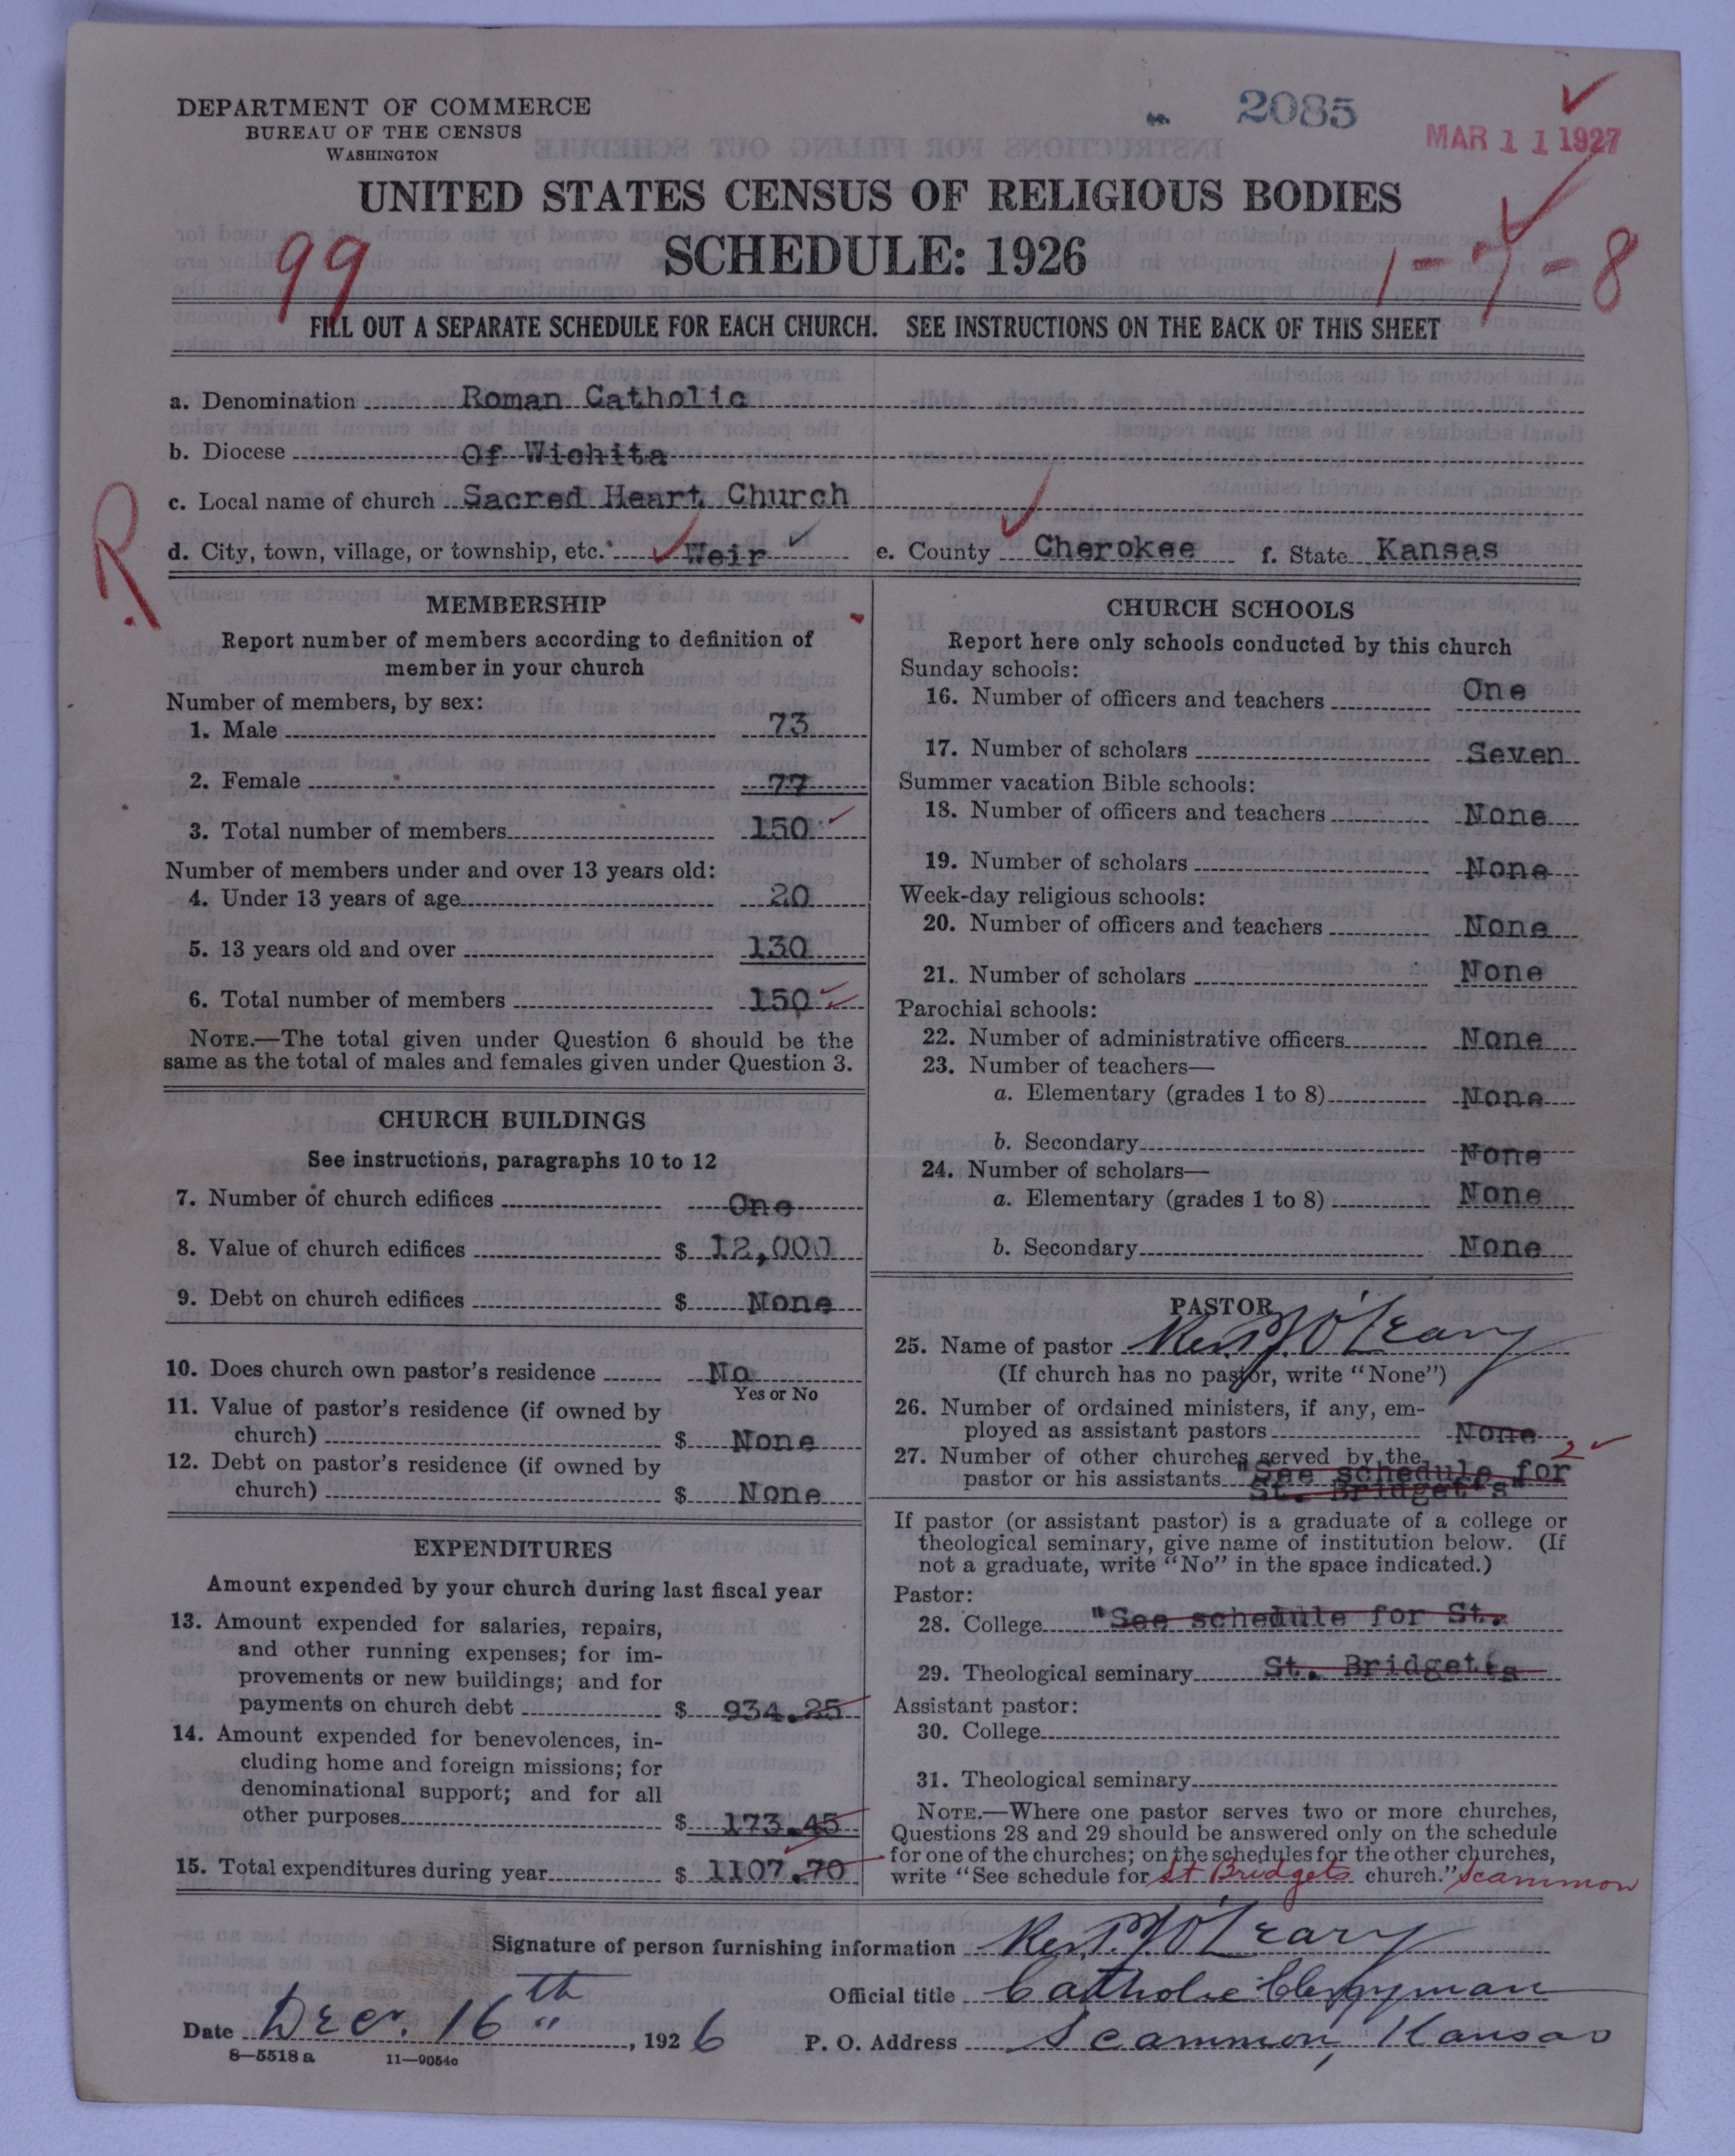 DEPARTMENT OF COMMERCE
BUREAU OF THE CENSUS
WASHINGTON
2085
MAR 11 1927
UNITED STATES CENSUS OF RELIGIOUS BODIES
SCHEDULE: 1926
99
1-7-8
FILL OUT A SEPARATE SCHEDULE FOR EACH CHURCH. SEE INSTRUCTIONS ON THE BACK OF THIS SHEET
a. Denomination Roman Catholic
b. Diocese Of Wichita
c. Local name of church Sacred Heart Church
R
d. City, town, village, or township, etc. Weir e. County Cherokee f. State Kansas
MEMBERSHIP
Report number of members according to definition of
member in your church
Number of members, by sex:
1. Male 73
2. Female 77
3. Total number of members 150
Number of members under and over 13 years old:
4. Under 13 years of age 20
5. 13 years old and over 130
6. Total number of members 150
NOTE.—The total given under Question 6 should be the
same as the total of males and females given under Question 3.
CHURCH BUILDINGS
See instructions, paragraphs 10 to 12
7. Number of church edifices One
8. Value of church edifices $ 12,000
9. Debt on church edifices $ None
10. Does church own pastor's residence No
Yes or No
11. Value of pastor's residence (if owned by
church) $ None
12. Debt on pastor's residence (if owned by
church) $ None
EXPENDITURES
Amount expended by your church during last fiscal year
13. Amount expended for salaries, repairs,
and other running expenses; for im-
provements or new buildings; and for
payments on church debt $ 934.25
14. Amount expended for benevolences, in-
cluding home and foreign missions; for
denominational support; and for all
other purposes $ 173.45
15. Total expenditures during year $ 1107.70
CHURCH SCHOOLS
Report here only schools conducted by this church
Sunday schools:
16. Number of officers and teachers One
17. Number of scholars Seven
Summer vacation Bible schools:
18. Number of officers and teachers None
19. Number of scholars None
Week-day religious schools:
20. Number of officers and teachers None
21. Number of scholars None
Parochial schools:
22. Number of administrative officers None
23. Number of teachers—
a. Elementary (grades 1 to 8) None
b. Secondary None
24. Number of scholars—
a. Elementary (grades 1 to 8) None
b. Secondary None
PASTOR
25. Name of pastor Rev. O'Leary
(If church has no pastor, write "None")
26. Number of ordained ministers, if any, em-
ployed as assistant pastors None
27. Number of other churches served by the 2
pastor or his assistants "See schedule for
St. Bridget's"
If pastor (or assistant pastor) is a graduate of a college or
theological seminary, give name of institution below. (If
not a graduate, write "No" in the space indicated.)
Pastor:
28. College "See schedule for St.
29. Theological seminary St. Bridgetts
Assistant pastor:
30. College
31. Theological seminary
NOTE.—Where one pastor serves two or more churches,
Questions 28 and 29 should be answered only on the schedule
for one of the churches; on the schedules for the other churches,
write "See schedule for St Bridgets church." Scammon
Signature of person furnishing information Rev. O'Leary
Official title Catholic Clergyman
Date Dec. 16th, 1926 P. O. Address Scammon, Kansas
8—5518 a 11—9054c